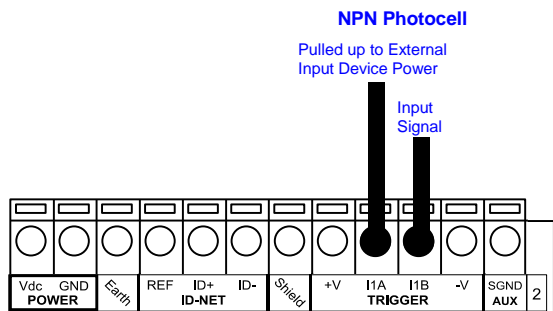 NPN Photocell
Pulled up to External
Input Device Power
Input
Signal
Vdc GND Earth REF ID+ ID- Shield +V I1A I1B -V SGND 2
POWER ID-NET TRIGGER AUX